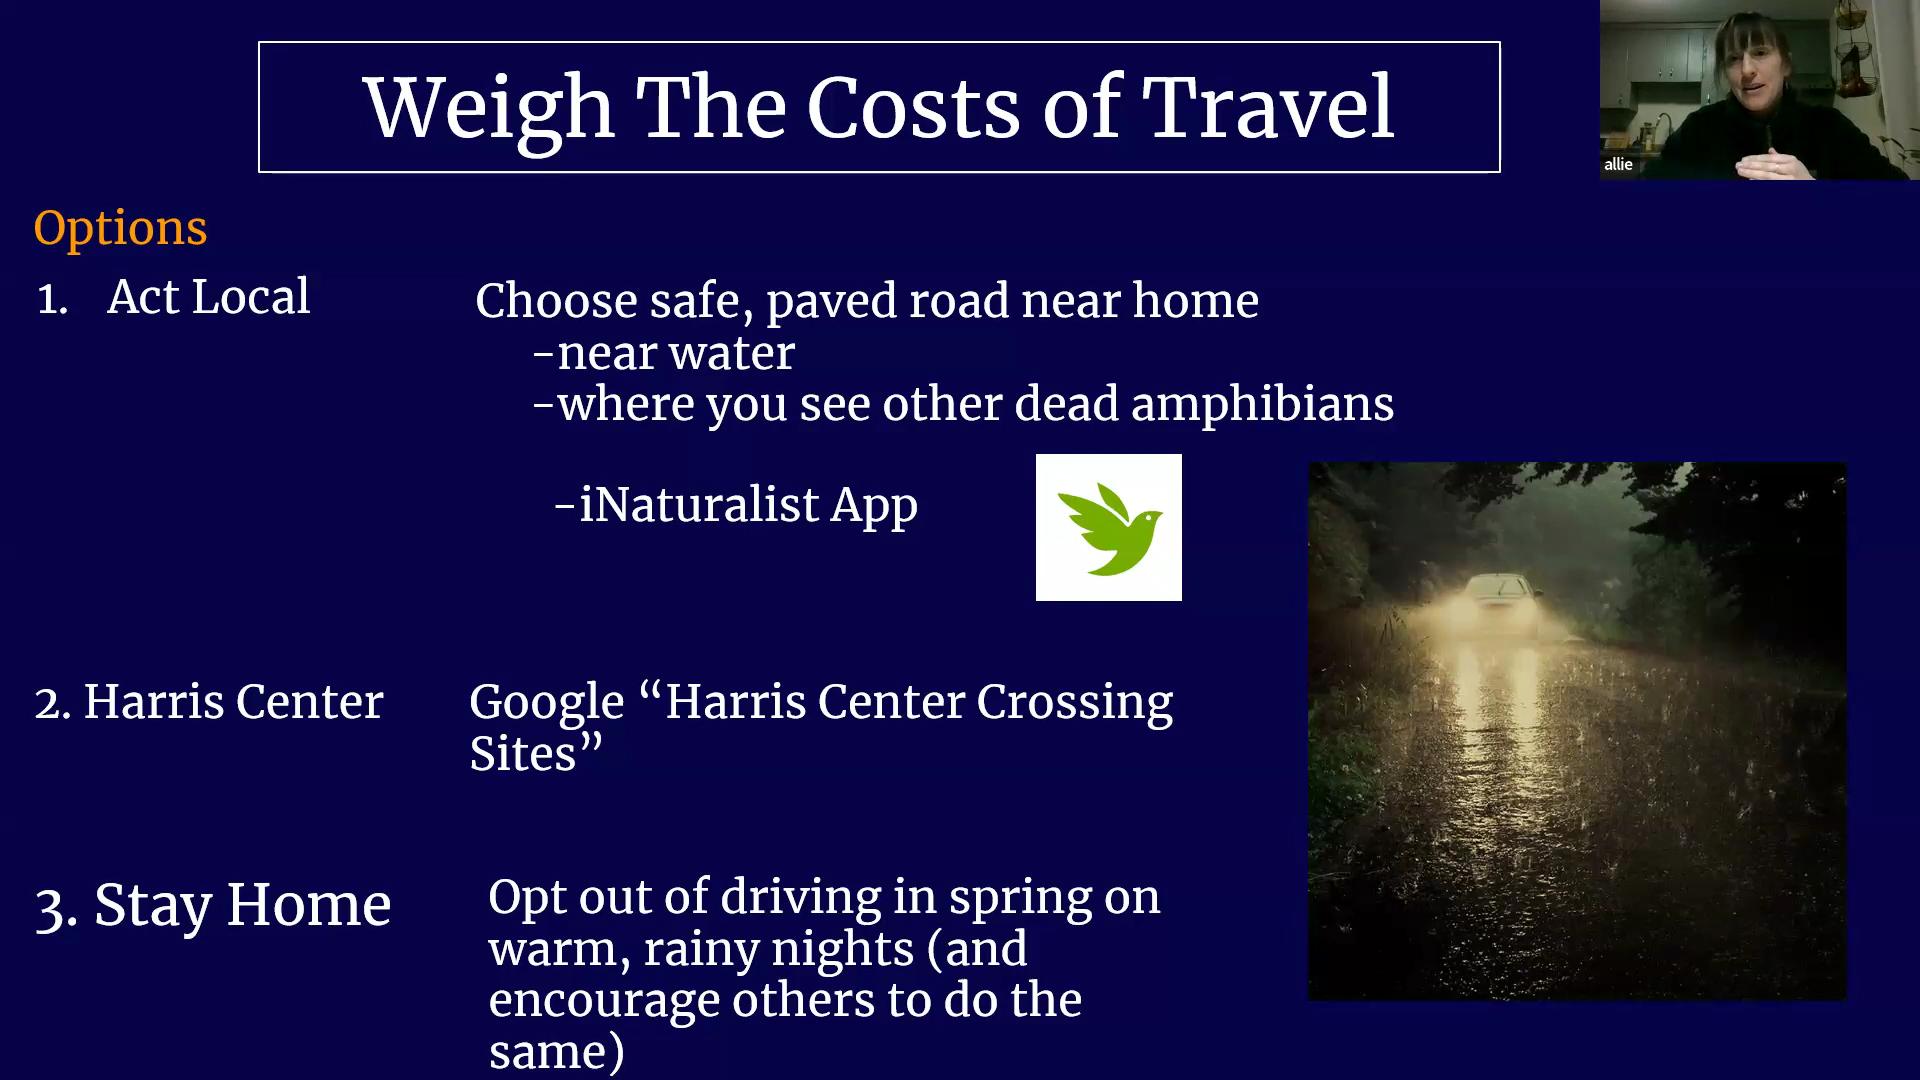 Weigh The Costs of Travel
allie
Options
1. Act Local
Choose safe, paved road near home
-near water
-where you see other dead amphibians
-iNaturalist App
2. Harris Center
Google “Harris Center Crossing
Sites”
3. Stay Home
Opt out of driving in spring on
warm, rainy nights (and
encourage others to do the
same)